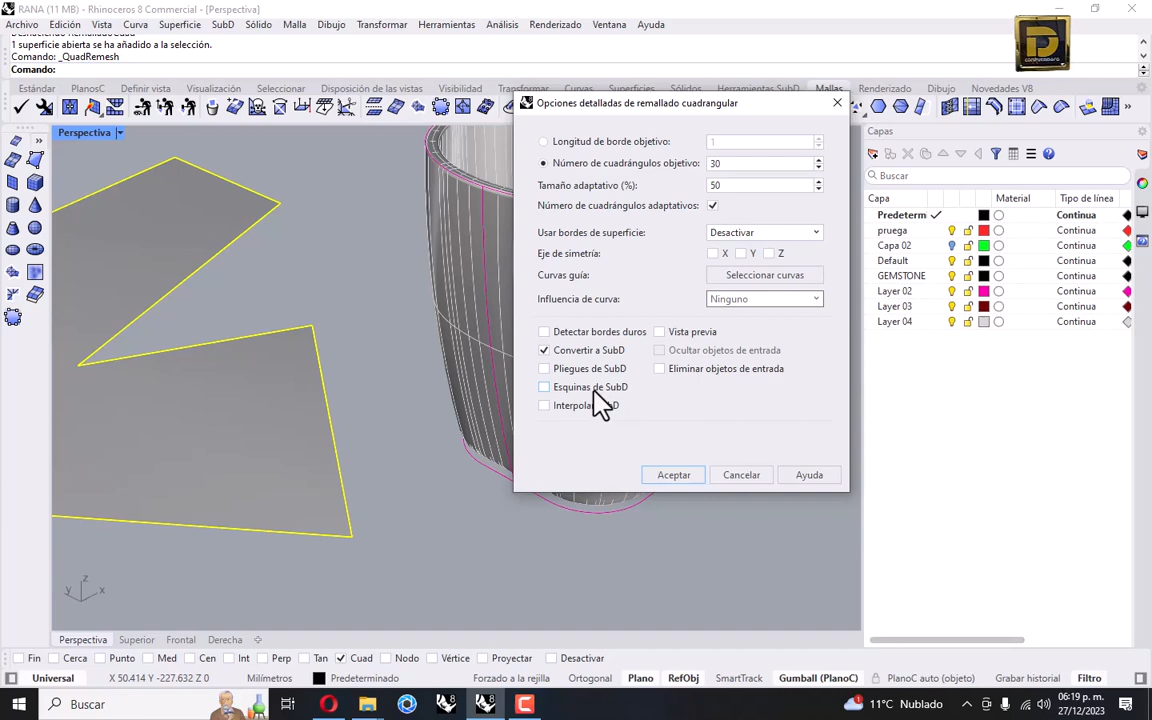 RANA (11 MB) - Rhinoceros 8 Commercial - [Perspectiva]
Archivo Edición Vista Curva Superficie SubD Sólido Malla Dibujo Transformar Herramientas Análisis Renderizado Ventana Ayuda
1 superficie abierta se ha añadido a la selección.
Comando: _QuadRemesh
Comando:
Estándar PlanosC Definir vista Visualización Seleccionar Disposición de las vistas Visibilidad Transformar Curvas Superficies Sólidos Herramientas SubD Mallas Renderizado Dibujo Novedades V8
Perspectiva
Opciones detalladas de remallado cuadrangular
Longitud de borde objetivo: 1
Número de cuadrángulos objetivo: 30
Tamaño adaptativo (%): 50
Número de cuadrángulos adaptativos:
Usar bordes de superficie: Desactivar
Eje de simetría: X Y Z
Curvas guía: Seleccionar curvas
Influencia de curva: Ninguno
Detectar bordes duros Vista previa
Convertir a SubD Ocultar objetos de entrada
Pliegues de SubD Eliminar objetos de entrada
Esquinas de SubD
Aceptar Cancelar Ayuda
Capas
Buscar
Capa Material Tipo de línea
Predeterm Continua
pruega Continua
Capa 02 Continua
Default Continua
GEMSTONE Continua
Layer 02 Continua
Layer 03 Continua
Layer 04 Continua
z
y x
Perspectiva Superior Frontal Derecha
Fin Cerca Punto Med Cen Int Perp Tan Cuad Nodo Vértice Proyectar Desactivar
Universal X 50.414 Y -227.632 Z 0 Milímetros Predeterminado Forzado a la rejilla Ortogonal Plano RefObj SmartTrack Gumball (PlanoC) PlanoC auto (objeto) Grabar historial Filtro
Buscar 11°C Nublado 06:19 p. m.
27/12/2023